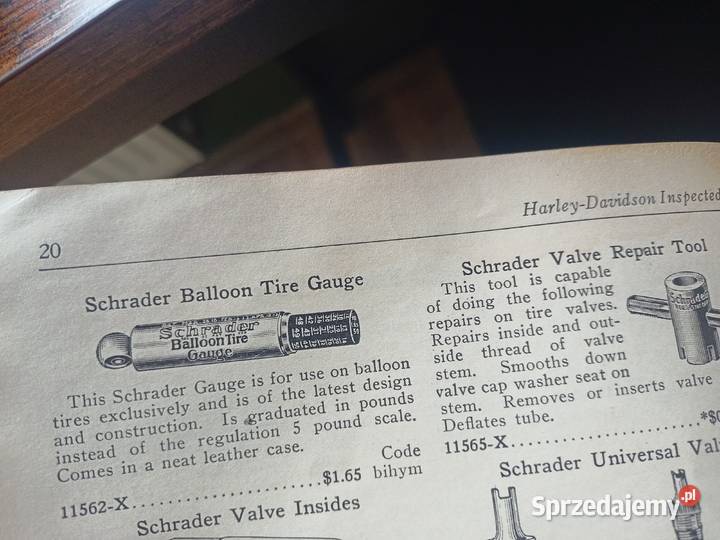 20
Harley-Davidson Inspected
Schrader Balloon Tire Gauge
Schrader
Balloon Tire
Gauge
This Schrader Gauge is for use on balloon
tires exclusively and is of the latest design
and construction. Is graduated in pounds
instead of the regulation 5 pound scale.
Comes in a neat leather case.
Code
11562-X....................$1.65 bihym
Schrader Valve Insides
Schrader Valve Repair Tool
This tool is capable
of doing the following
repairs on tire valves.
Repairs inside and out-
side thread of valve
stem. Smooths down
valve cap washer seat on
stem. Removes or inserts valve
Deflates tube.
Schrader
11565-X........................*$
Schrader Universal
Sprzedajemy.pl